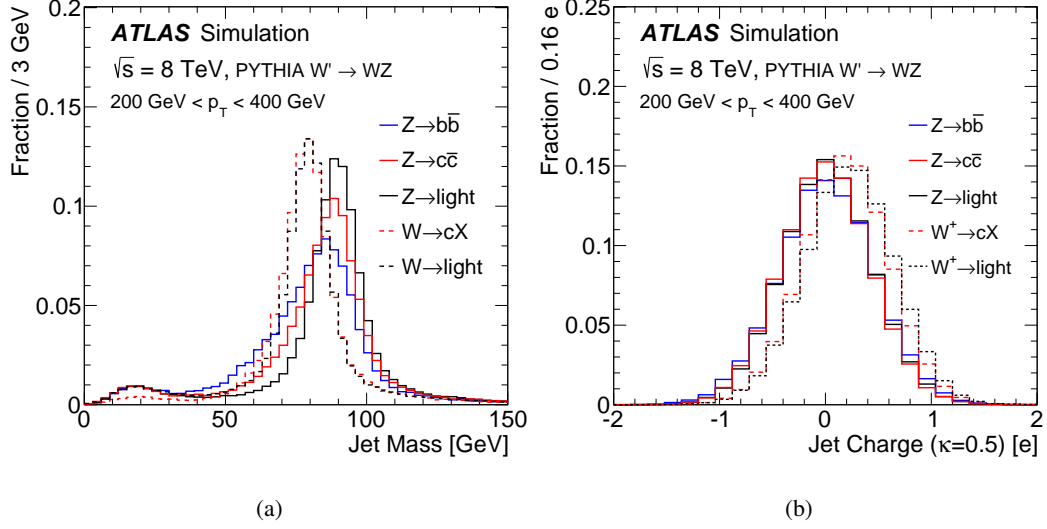 Fraction / 3 GeV
ATLAS Simulation
√s = 8 TeV, PYTHIA W' → WZ
200 GeV < p_T < 400 GeV
Z→bb̄
Z→cc̄
Z→light
W→cX
W→light
0.2
0.15
0.1
0.05
0
0 50 100 150
Jet Mass [GeV]
(a)
Fraction / 0.16 e
ATLAS Simulation
√s = 8 TeV, PYTHIA W' → WZ
200 GeV < p_T < 400 GeV
Z→bb̄
Z→cc̄
Z→light
W⁺→cX
W⁺→light
0.25
0.2
0.15
0.1
0.05
0
-2 -1 0 1 2
Jet Charge (κ=0.5) [e]
(b)